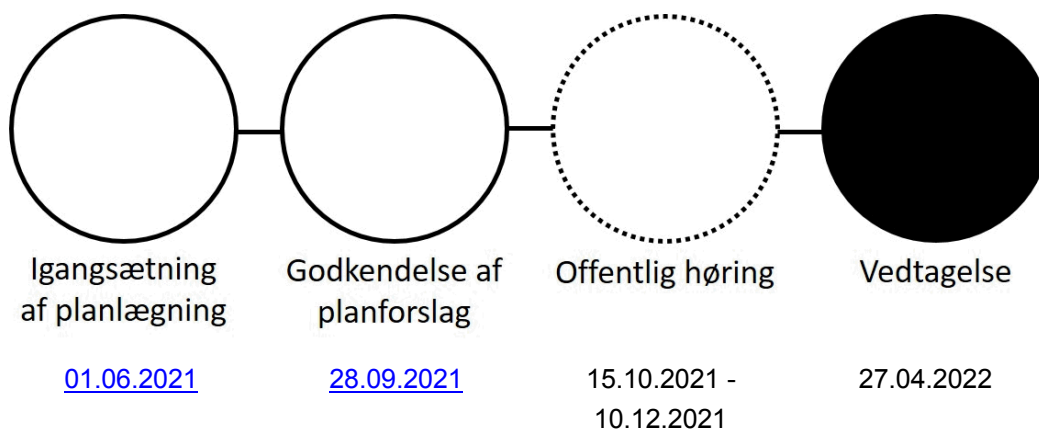 Igangsætning
af planlægning
Godkendelse af
planforslag
Offentlig høring
Vedtagelse
01.06.2021
28.09.2021
15.10.2021 -
10.12.2021
27.04.2022